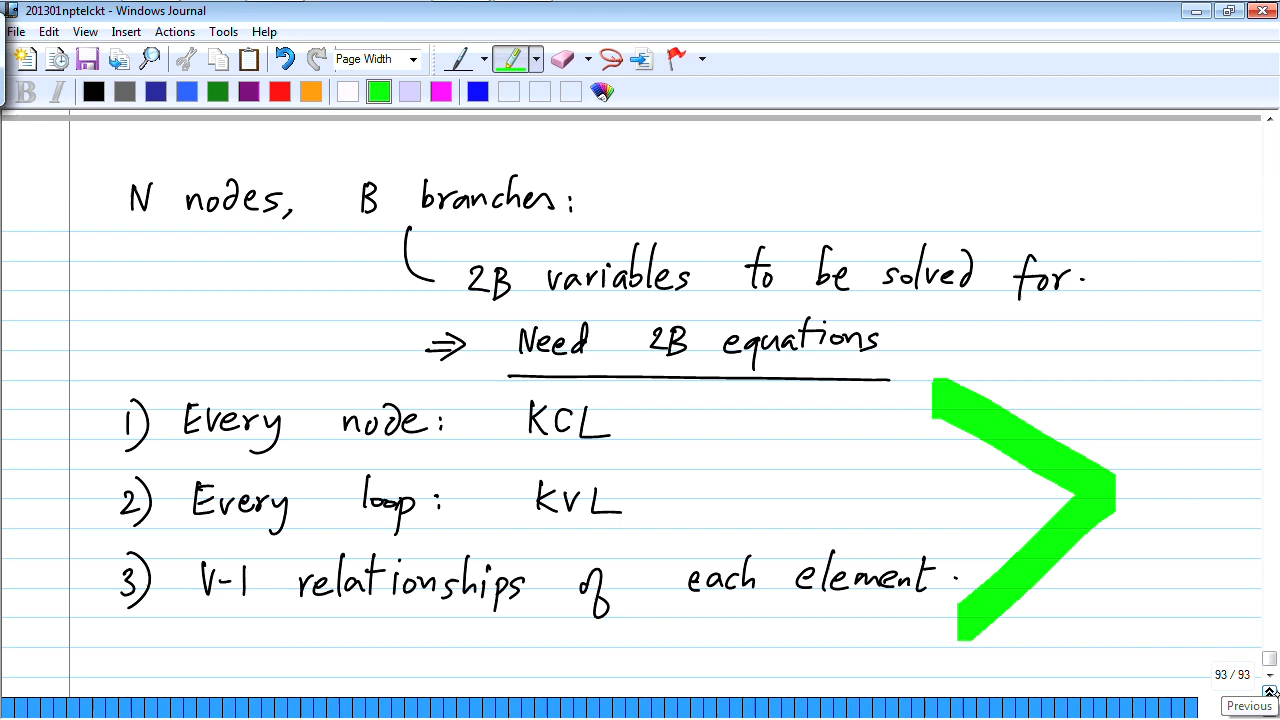 201301nptelckt - Windows Journal
File Edit View Insert Actions Tools Help
Page Width
B I
N nodes, B branches:
2B variables to be solved for.
⇒ Need 2B equations
1) Every node: KCL
2) Every loop: KVL
3) V-I relationships of each element.
93 / 93
Previous